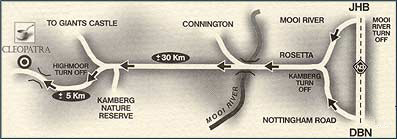 TO GIANTS CASTLE
CONNINGTON
MOOI RIVER
JHB
MOOI
RIVER
TURN
OFF
CLEOPATRA
HIGHMOOR
TURN OFF
± 30 Km
ROSETTA
N3
± 5 Km
KAMBERG
TURN
OFF
KAMBERG
NATURE
RESERVE
MOOI RIVER
NOTTINGHAM ROAD
DBN